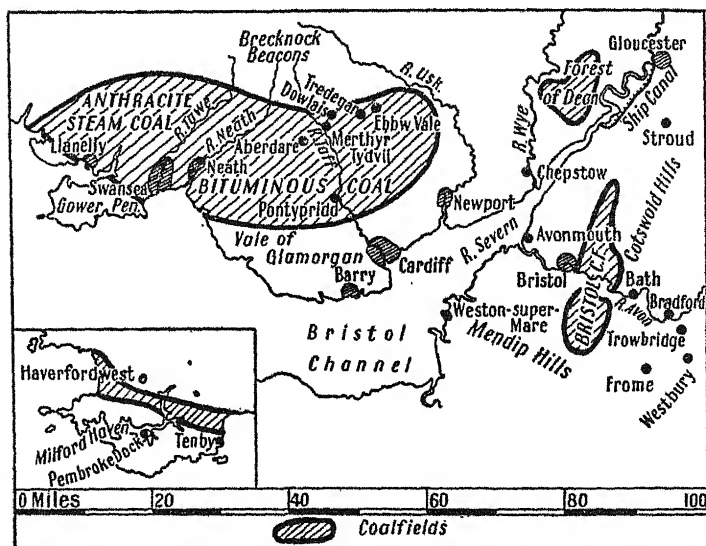 BRECKNOCK
BEACONS
R. Usk
Gloucester
Forest
of Dean
Ship Canal
ANTHRACITE
STEAM COAL
R. Tawe
Tredegar
Dowlais
R. Wye
Stroud
R. Neath
R. Taff
Ebbw Vale
Llanelly
Aberdare
Merthyr
Tydvil
Chepstow
Swansea
Neath
BITUMINOUS COAL
Gower Pen.
Pontypridd
Newport
Cotswold Hills
Vale of
Glamorgan
R. Severn
Avonmouth
Cardiff
Barry
Bristol
BRISTOL C.
Bath
R. Avon
Bradford
Weston-super-
Mare
Mendip Hills
Trowbridge
Bristol
Channel
Frome
Westbury
Haverfordwest
Milford Haven
Pembroke Dock
Tenby
0 Miles 20 40 60 80 100
Coalfields